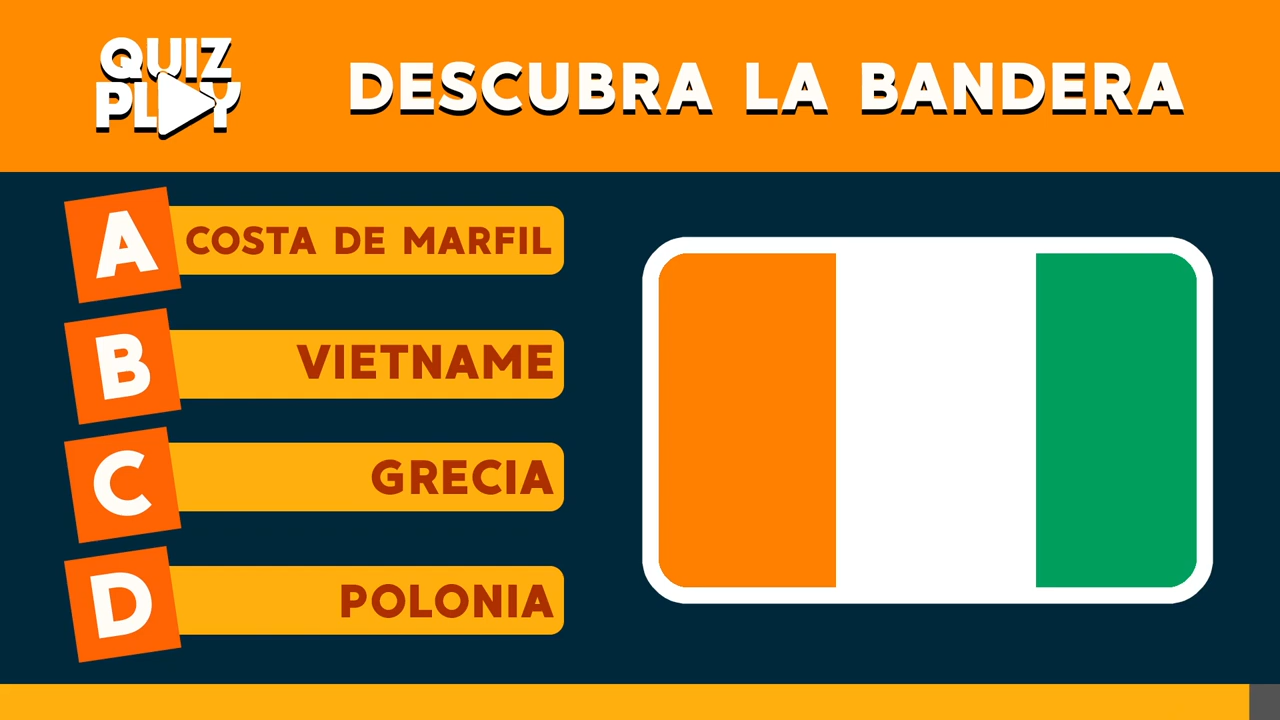 QUIZ
PLAY
DESCUBRA LA BANDERA
A
COSTA DE MARFIL
B
VIETNAME
C
GRECIA
D
POLONIA